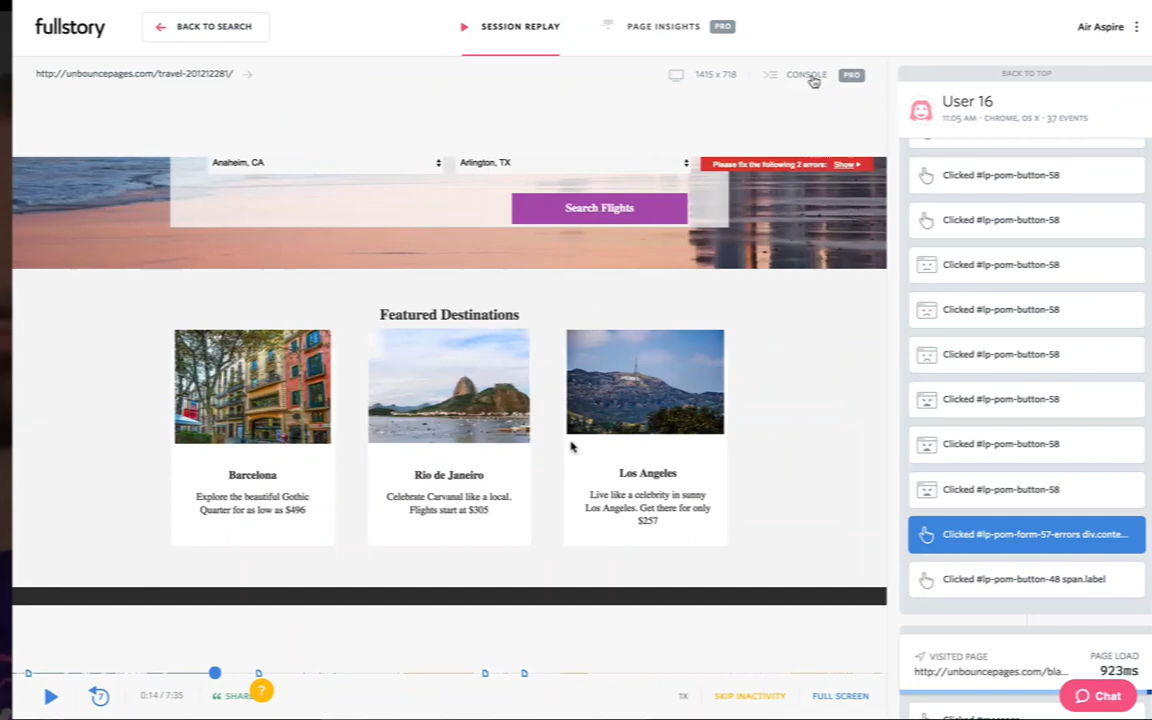 fullstory
BACK TO SEARCH
SESSION REPLAY
PAGE INSIGHTS PRO
Air Aspire
http://unbouncepages.com/travel-201212281/
1415 x 718
CONSOLE PRO
Anaheim, CA
Arlington, TX
Please fix the following 2 errors: Show
Search Flights
Featured Destinations
Barcelona
Explore the beautiful Gothic
Quarter for as low as $496
Rio de Janeiro
Celebrate Carvanal like a local.
Flights start at $305
Los Angeles
Live like a celebrity in sunny
Los Angeles. Get there for only
$257
7
0:14 / 7:35
SHAR
?
1X
SKIP INACTIVITY
FULL SCREEN
BACK TO TOP
User 16
11:05 AM - CHROME, OS X - 37 EVENTS
Clicked #lp-pom-button-58
Clicked #lp-pom-button-58
Clicked #lp-pom-button-58
Clicked #lp-pom-button-58
Clicked #lp-pom-button-58
Clicked #lp-pom-button-58
Clicked #lp-pom-button-58
Clicked #lp-pom-button-58
Clicked #lp-pom-form-57-errors div.conte...
Clicked #lp-pom-button-48 span.label
VISITED PAGE
http://unbouncepages.com/bla...
PAGE LOAD
923ms
Chat